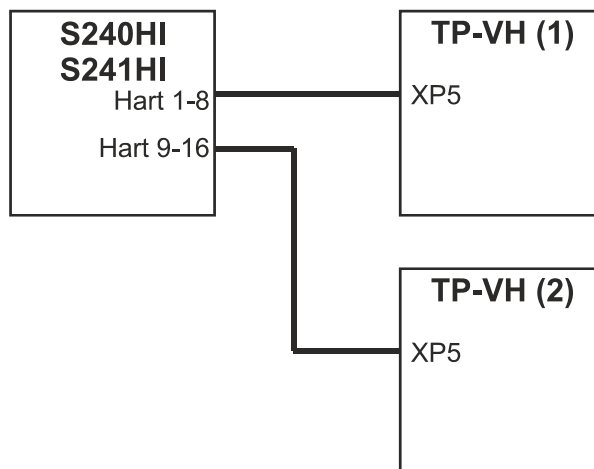 S240HI
S241HI
Hart 1-8
Hart 9-16
TP-VH (1)
XP5
TP-VH (2)
XP5